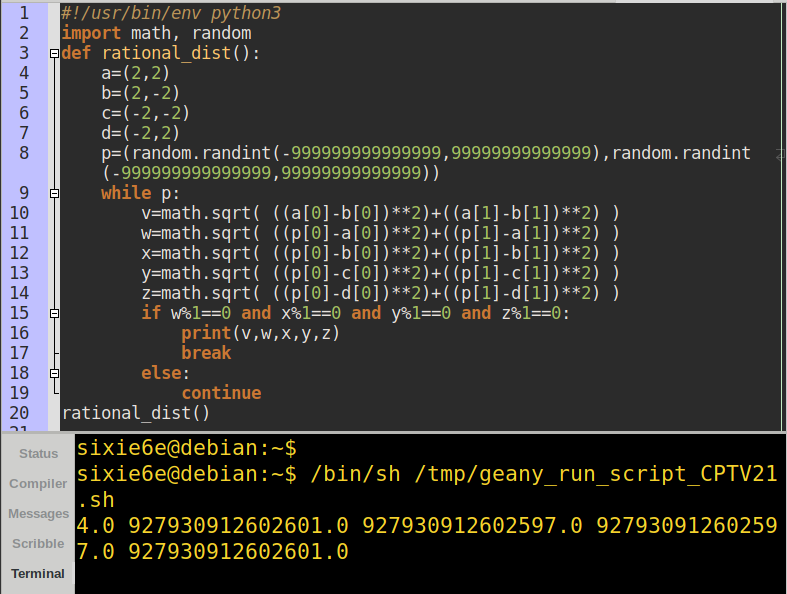 1 #!/usr/bin/env python3
2 import math, random
3 def rational_dist():
4 a=(2,2)
5 b=(2,-2)
6 c=(-2,-2)
7 d=(-2,2)
8 p=(random.randint(-999999999999999,99999999999999),random.randint
(-999999999999999,99999999999999))
9 while p:
10 v=math.sqrt( ((a[0]-b[0])**2)+((a[1]-b[1])**2) )
11 w=math.sqrt( ((p[0]-a[0])**2)+((p[1]-a[1])**2) )
12 x=math.sqrt( ((p[0]-b[0])**2)+((p[1]-b[1])**2) )
13 y=math.sqrt( ((p[0]-c[0])**2)+((p[1]-c[1])**2) )
14 z=math.sqrt( ((p[0]-d[0])**2)+((p[1]-d[1])**2) )
15 if w%1==0 and x%1==0 and y%1==0 and z%1==0:
16 print(v,w,x,y,z)
17 break
18 else:
19 continue
20 rational_dist()
21
Status
Compiler
Messages
Scribble
Terminal
sixie6e@debian:~$
sixie6e@debian:~$ /bin/sh /tmp/geany_run_script_CPTV21
.sh
4.0 927930912602601.0 927930912602597.0 92793091260259
7.0 927930912602601.0